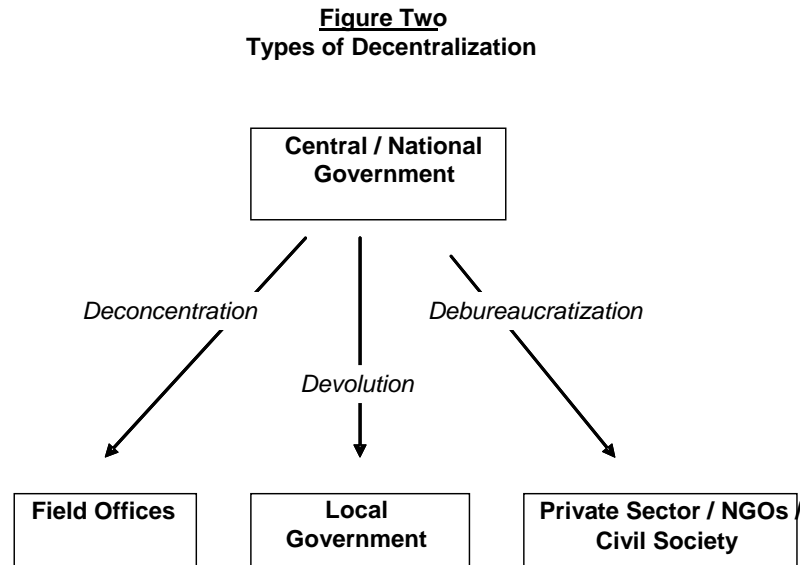 Figure Two
Types of Decentralization
Central / National
Government
Deconcentration
Debureaucratization
Devolution
Field Offices
Local
Government
Private Sector / NGOs /
Civil Society